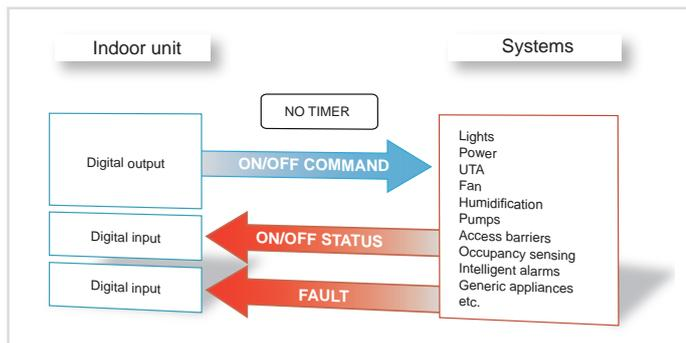 Indoor unit
Systems
NO TIMER
Digital output
ON/OFF COMMAND
Digital input
ON/OFF STATUS
Digital input
FAULT
Lights
Power
UTA
Fan
Humidification
Pumps
Access barriers
Occupancy sensing
Intelligent alarms
Generic appliances
etc.